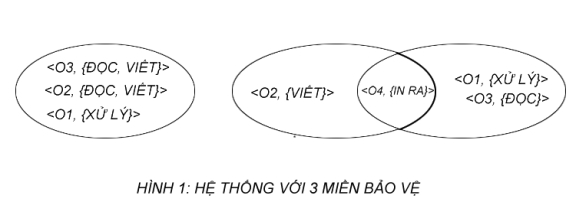 <O3, {ĐỌC, VIẾT}>
<O2, {ĐỌC, VIẾT}>
<O1, {XỬ LÝ}>
<O2, {VIẾT}>
<O4, {IN RA}>
<O1, {XỬ LÝ}>
<O3, {ĐỌC}>
HÌNH 1: HỆ THỐNG VỚI 3 MIỀN BẢO VỆ